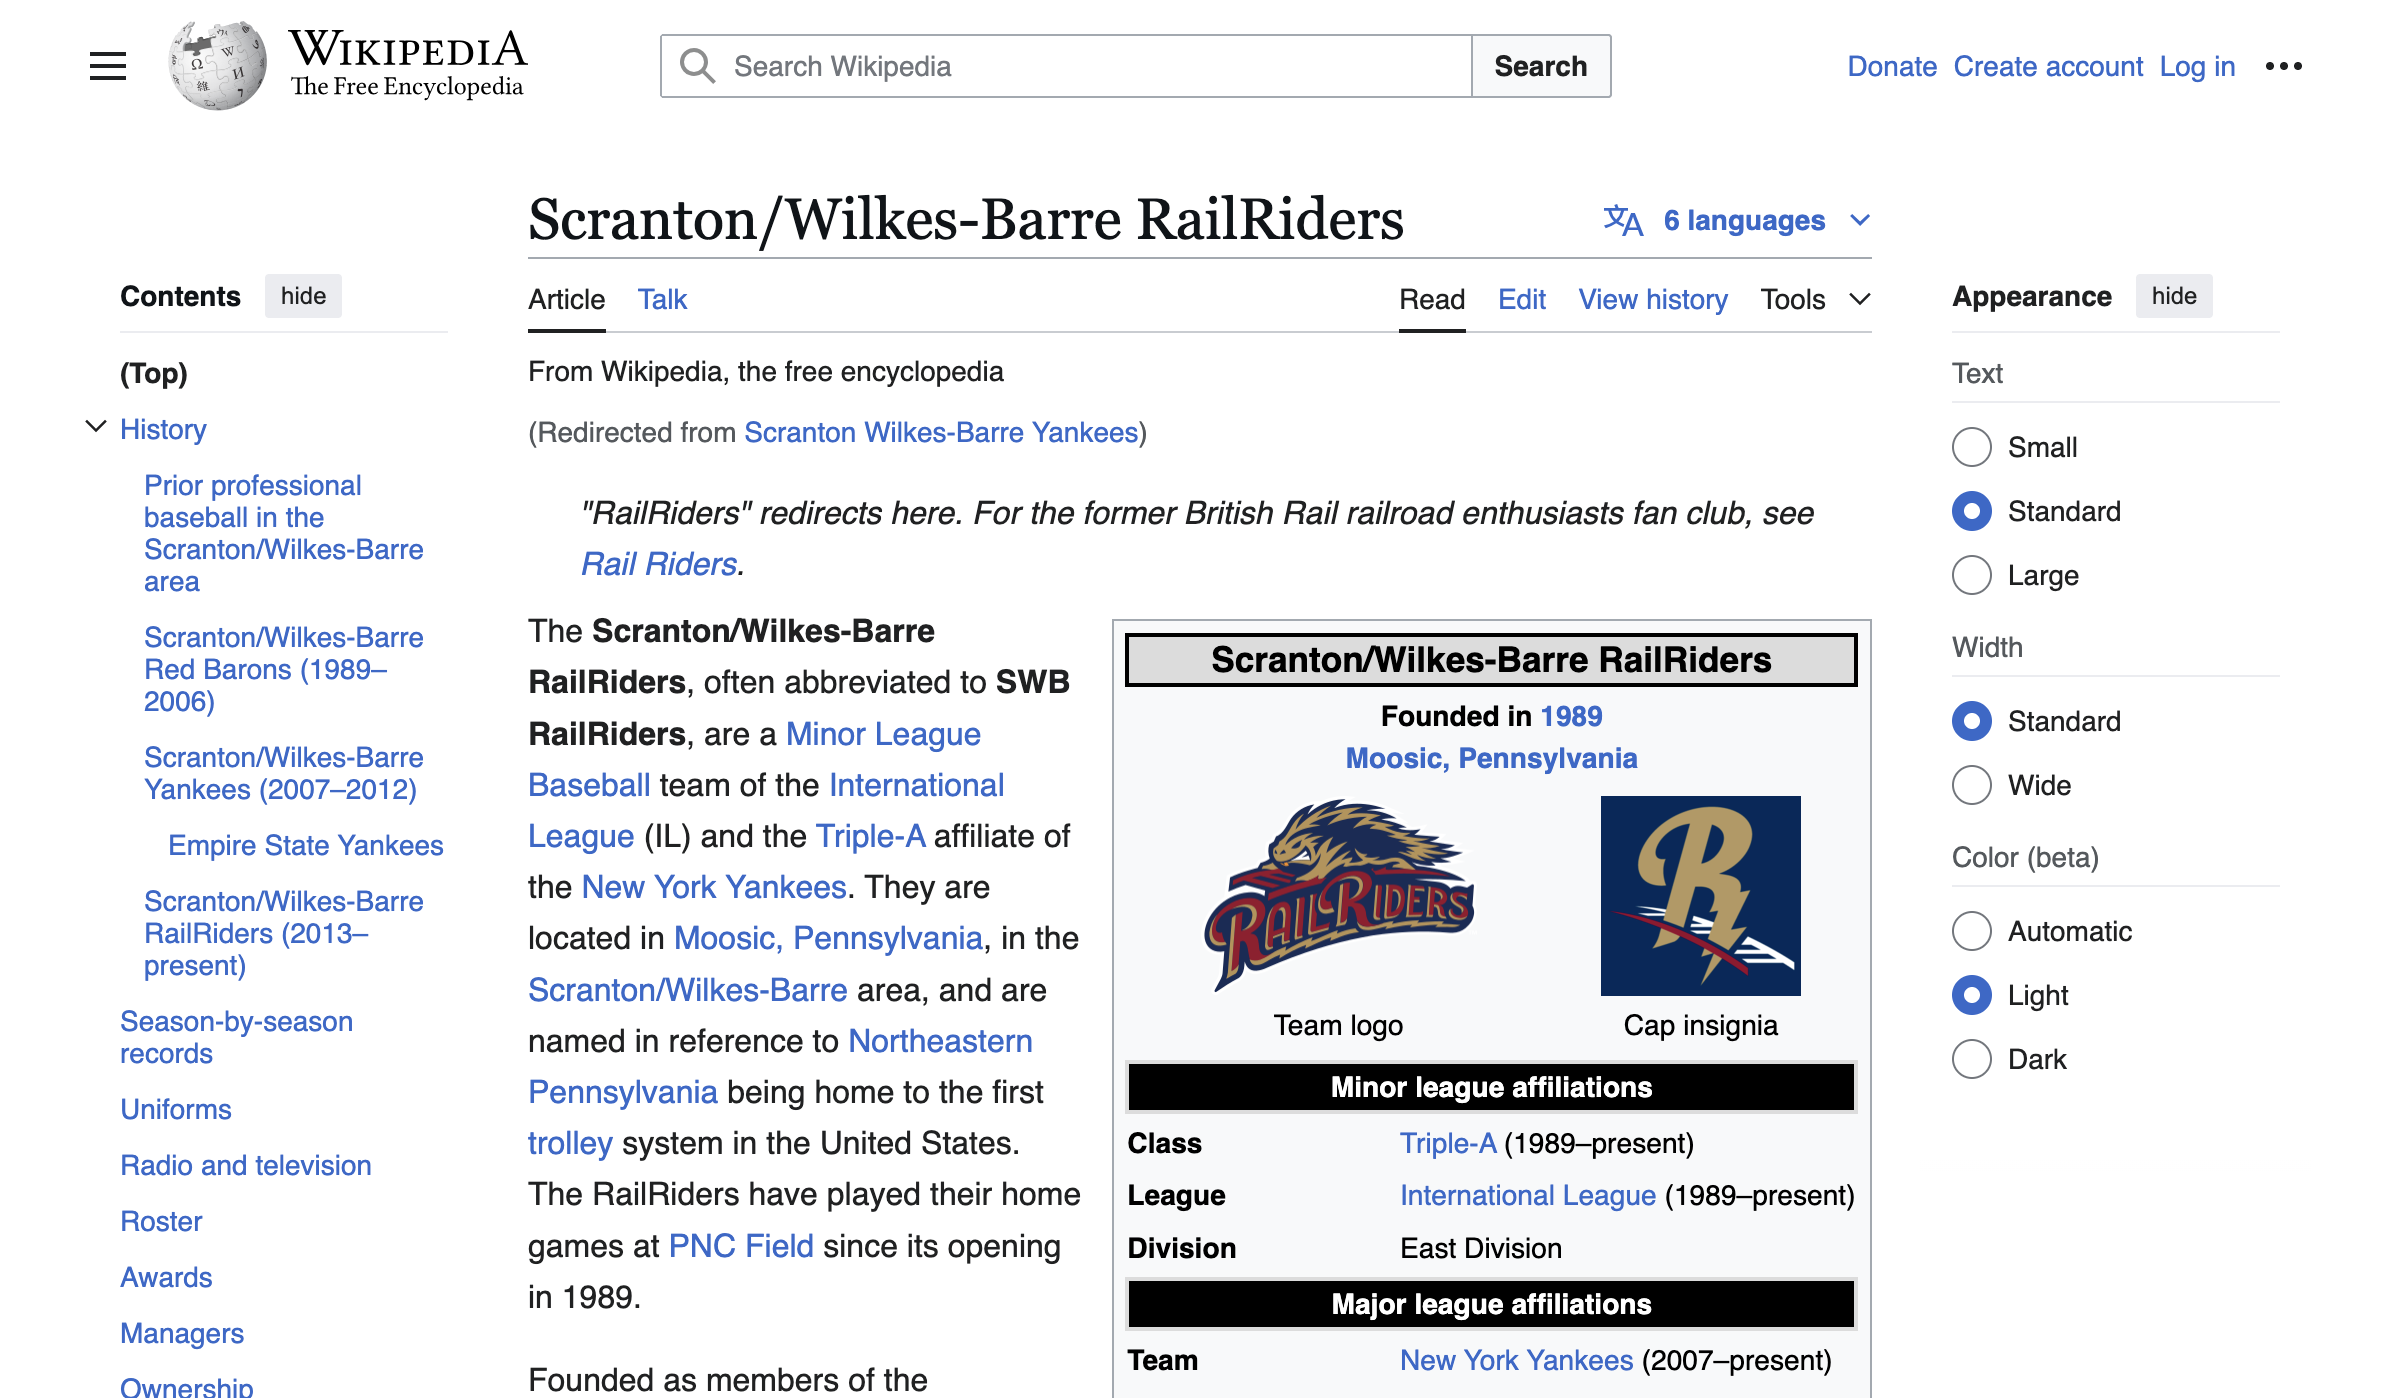 WIKIPEDIA
The Free Encyclopedia
Search Wikipedia
Search
Donate Create account Log in
Scranton/Wilkes-Barre RailRiders
6 languages
Contents hide
(Top)
History
Prior professional
baseball in the
Scranton/Wilkes-Barre
area
Scranton/Wilkes-Barre
Red Barons (1989–
2006)
Scranton/Wilkes-Barre
Yankees (2007–2012)
Empire State Yankees
Scranton/Wilkes-Barre
RailRiders (2013–
present)
Season-by-season
records
Uniforms
Radio and television
Roster
Awards
Managers
Ownership
Article Talk
Read Edit View history Tools
From Wikipedia, the free encyclopedia
(Redirected from Scranton Wilkes-Barre Yankees)
"RailRiders" redirects here. For the former British Rail railroad enthusiasts fan club, see
Rail Riders.
The Scranton/Wilkes-Barre
RailRiders, often abbreviated to SWB
RailRiders, are a Minor League
Baseball team of the International
League (IL) and the Triple-A affiliate of
the New York Yankees. They are
located in Moosic, Pennsylvania, in the
Scranton/Wilkes-Barre area, and are
named in reference to Northeastern
Pennsylvania being home to the first
trolley system in the United States.
The RailRiders have played their home
games at PNC Field since its opening
in 1989.
Founded as members of the
Scranton/Wilkes-Barre RailRiders
Founded in 1989
Moosic, Pennsylvania
RAILRIDERS
R
Team logo
Cap insignia
Minor league affiliations
Class Triple-A (1989–present)
League International League (1989–present)
Division East Division
Major league affiliations
Team New York Yankees (2007–present)
Appearance hide
Text
Small
Standard
Large
Width
Standard
Wide
Color (beta)
Automatic
Light
Dark